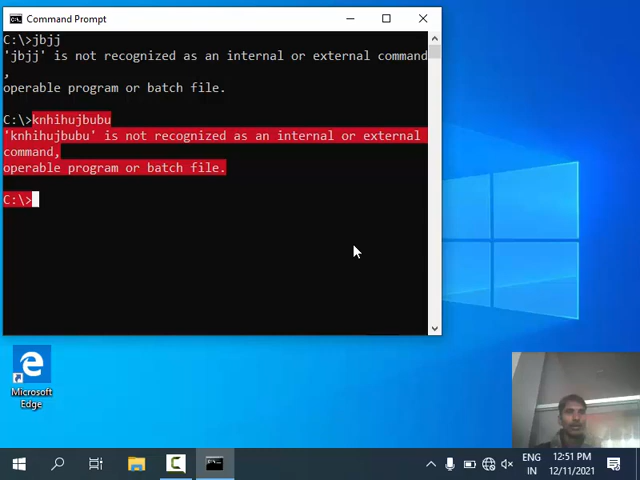 Command Prompt
C:\>jbjj
'jbjj' is not recognized as an internal or external command
,
operable program or batch file.
C:\>knhihujbubu
'knhihujbubu' is not recognized as an internal or external
command,
operable program or batch file.
C:\>
Microsoft
Edge
ENG
IN
12:51 PM
12/11/2021